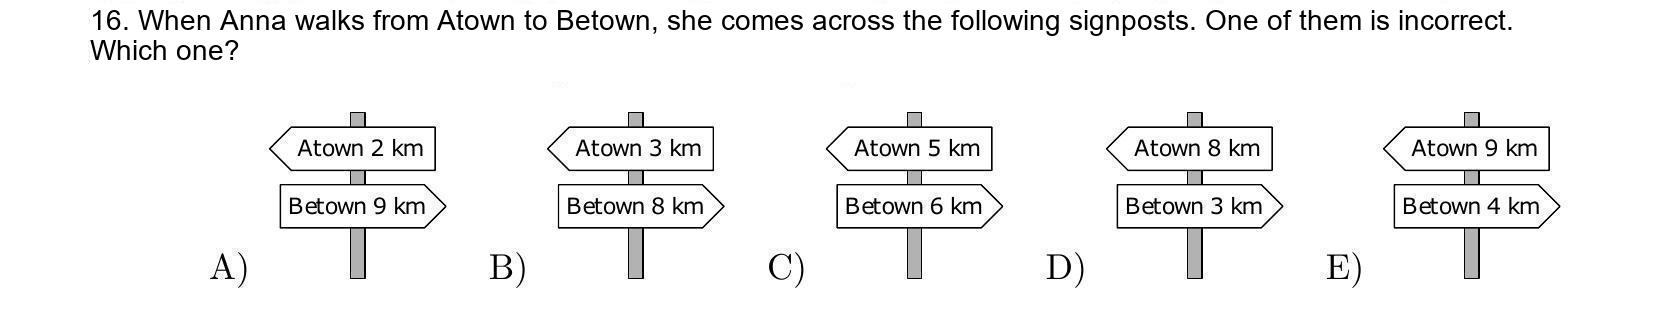 16. When Anna walks from Atown to Betown, she comes across the following signposts. One of them is incorrect.
Which one?
Atown 2 km
Betown 9 km
A)
Atown 3 km
Betown 8 km
B)
Atown 5 km
Betown 6 km
C)
Atown 8 km
Betown 3 km
D)
Atown 9 km
Betown 4 km
E)